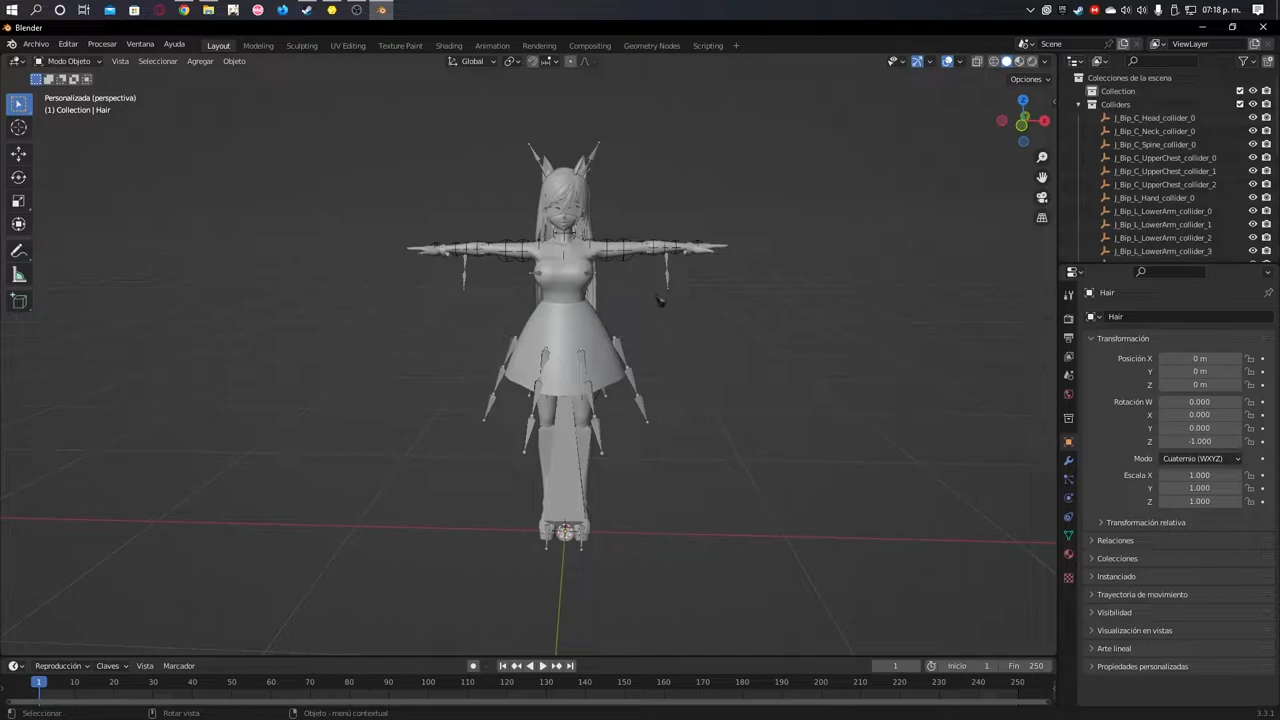 07:18 p. m.
Blender
Archivo Editar Procesar Ventana Ayuda Layout Modeling Sculpting UV Editing Texture Paint Shading Animation Rendering Compositing Geometry Nodes Scripting + Scene ViewLayer
Modo Objeto Vista Seleccionar Agregar Objeto Global
Opciones
Personalizada (perspectiva)
(1) Collection | Hair
Z
X
Colecciones de la escena
Collection
Colliders
J_Bip_C_Head_collider_0
J_Bip_C_Neck_collider_0
J_Bip_C_Spine_collider_0
J_Bip_C_UpperChest_collider_0
J_Bip_C_UpperChest_collider_1
J_Bip_C_UpperChest_collider_2
J_Bip_L_Hand_collider_0
J_Bip_L_LowerArm_collider_0
J_Bip_L_LowerArm_collider_1
J_Bip_L_LowerArm_collider_2
J_Bip_L_LowerArm_collider_3
Hair
Hair
Transformación
Posición X 0 m
Y 0 m
Z 0 m
Rotación W 0.000
X 0.000
Y 0.000
Z -1.000
Modo Cuaternio (WXYZ)
Escala X 1.000
Y 1.000
Z 1.000
Transformación relativa
Relaciones
Colecciones
Instanciado
Trayectoria de movimiento
Visibilidad
Visualización en vistas
Arte lineal
Propiedades personalizadas
Reproducción Claves Vista Marcador 1 Inicio 1 Fin 250
1 10 20 30 40 50 60 70 80 90 100 110 120 130 140 150 160 170 180 190 200 210 220 230 240 250
Seleccionar Rotar vista Objeto - menú contextual 3.3.1